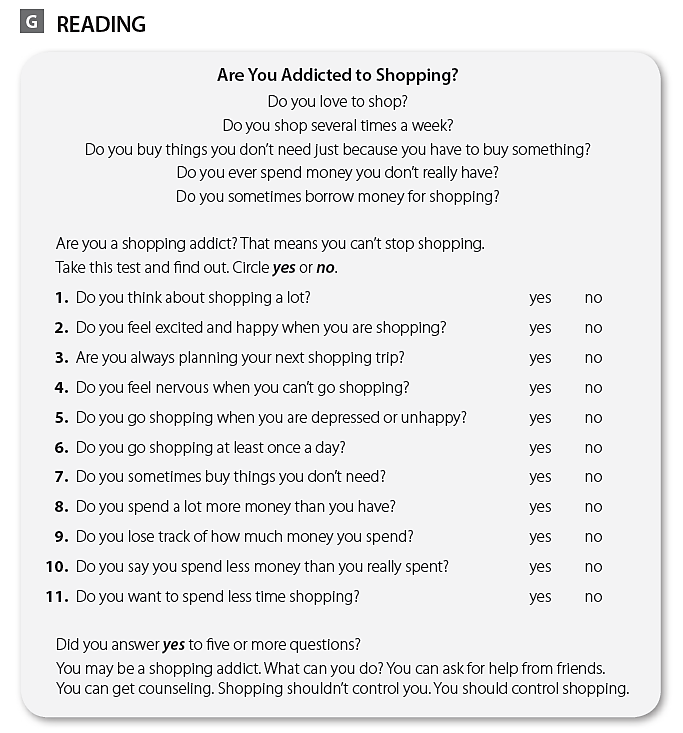 G READING
Are You Addicted to Shopping?
Do you love to shop?
Do you shop several times a week?
Do you buy things you don't need just because you have to buy something?
Do you ever spend money you don't really have?
Do you sometimes borrow money for shopping?
Are you a shopping addict? That means you can't stop shopping.
Take this test and find out. Circle yes or no.
1. Do you think about shopping a lot? yes no
2. Do you feel excited and happy when you are shopping? yes no
3. Are you always planning your next shopping trip? yes no
4. Do you feel nervous when you can't go shopping? yes no
5. Do you go shopping when you are depressed or unhappy? yes no
6. Do you go shopping at least once a day? yes no
7. Do you sometimes buy things you don't need? yes no
8. Do you spend a lot more money than you have? yes no
9. Do you lose track of how much money you spend? yes no
10. Do you say you spend less money than you really spent? yes no
11. Do you want to spend less time shopping? yes no
Did you answer yes to five or more questions?
You may be a shopping addict. What can you do? You can ask for help from friends.
You can get counseling. Shopping shouldn't control you. You should control shopping.